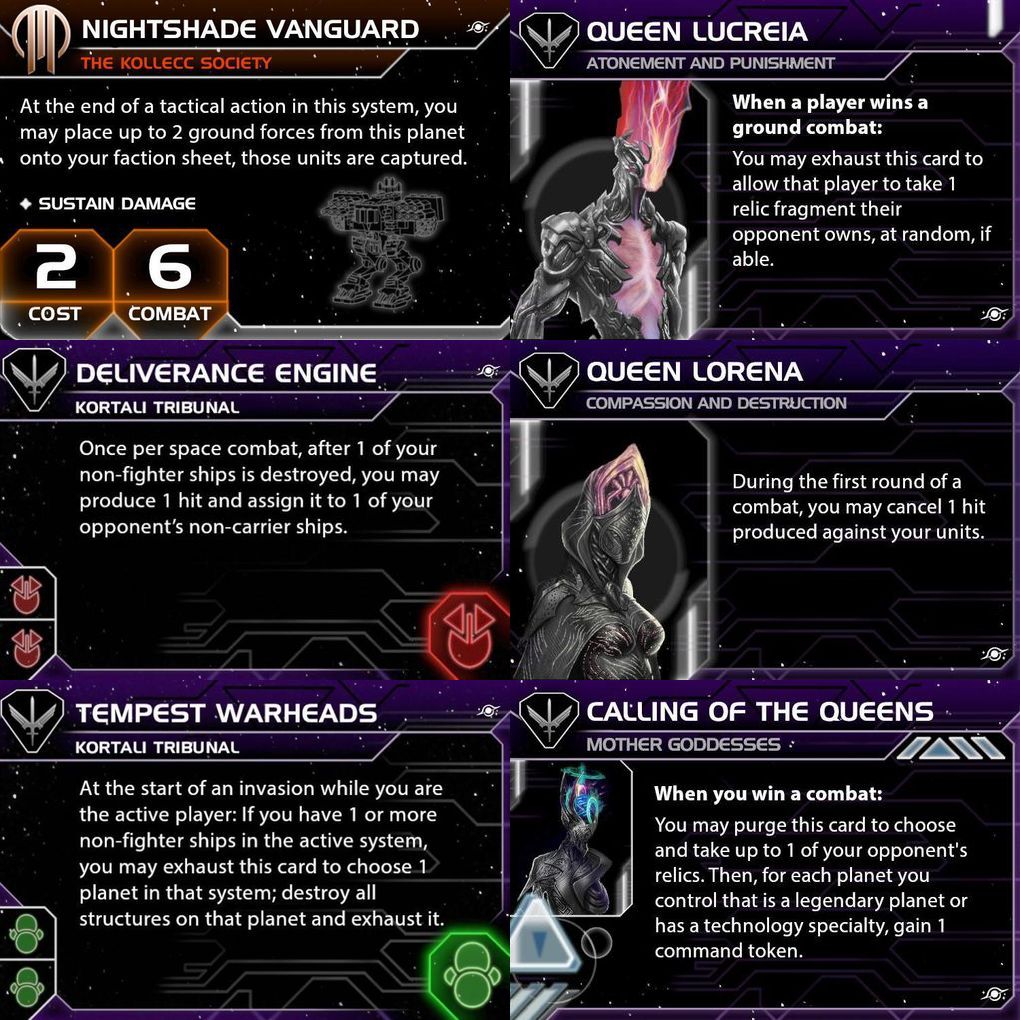 NIGHTSHADE VANGUARD
THE KOLLECC SOCIETY
At the end of a tactical action in this system, you
may place up to 2 ground forces from this planet
onto your faction sheet, those units are captured.
SUSTAIN DAMAGE
2
COST
6
COMBAT
QUEEN LUCREIA
ATONEMENT AND PUNISHMENT
When a player wins a
ground combat:
You may exhaust this card to
allow that player to take 1
relic fragment their
opponent owns, at random, if
able.
DELIVERANCE ENGINE
KORTALI TRIBUNAL
Once per space combat, after 1 of your
non-fighter ships is destroyed, you may
produce 1 hit and assign it to 1 of your
opponent's non-carrier ships.
QUEEN LORENA
COMPASSION AND DESTRUCTION
During the first round of a
combat, you may cancel 1 hit
produced against your units.
TEMPEST WARHEADS
KORTALI TRIBUNAL
At the start of an invasion while you are
the active player: If you have 1 or more
non-fighter ships in the active system,
you may exhaust this card to choose 1
planet in that system; destroy all
structures on that planet and exhaust it.
CALLING OF THE QUEENS
MOTHER GODDESSES
When you win a combat:
You may purge this card to choose
and take up to 1 of your opponent's
relics. Then, for each planet you
control that is a legendary planet or
has a technology specialty, gain 1
command token.